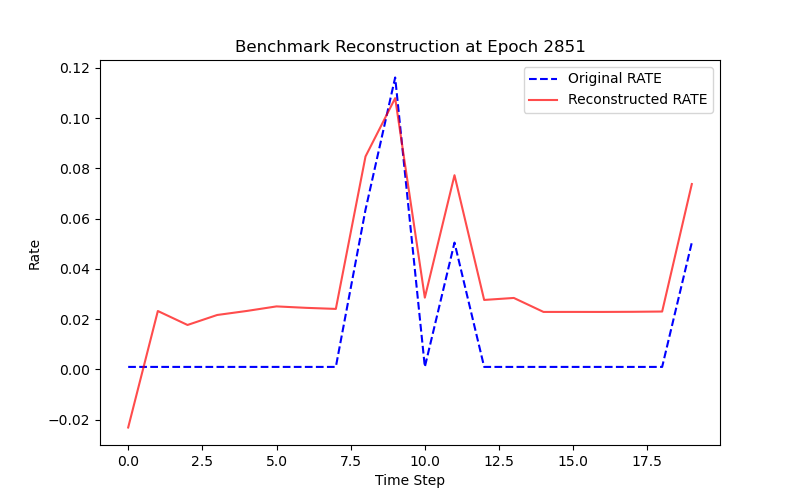 Benchmark Reconstruction at Epoch 2851
Original RATE
Reconstructed RATE
Rate
0.12
0.10
0.08
0.06
0.04
0.02
0.00
−0.02
0.0 2.5 5.0 7.5 10.0 12.5 15.0 17.5
Time Step